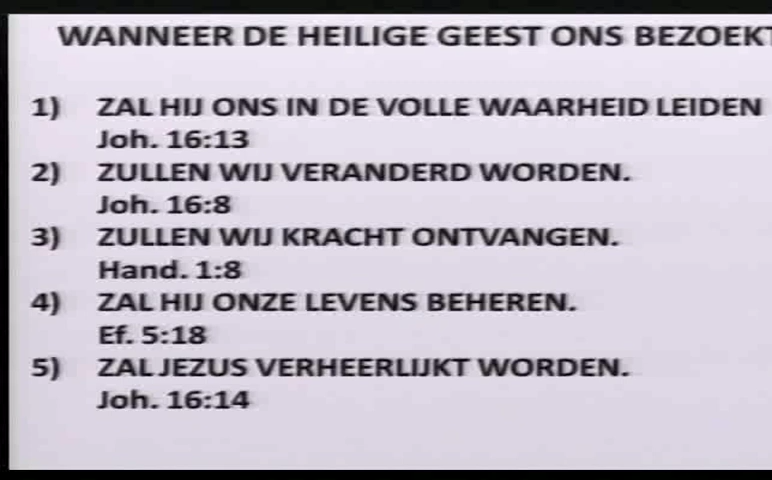 WANNEER DE HEILIGE GEEST ONS BEZOEKT
1) ZAL HIJ ONS IN DE VOLLE WAARHEID LEIDEN
Joh. 16:13
2) ZULLEN WIJ VERANDERD WORDEN.
Joh. 16:8
3) ZULLEN WIJ KRACHT ONTVANGEN.
Hand. 1:8
4) ZAL HIJ ONZE LEVENS BEHEREN.
Ef. 5:18
5) ZAL JEZUS VERHEERLIJKT WORDEN.
Joh. 16:14